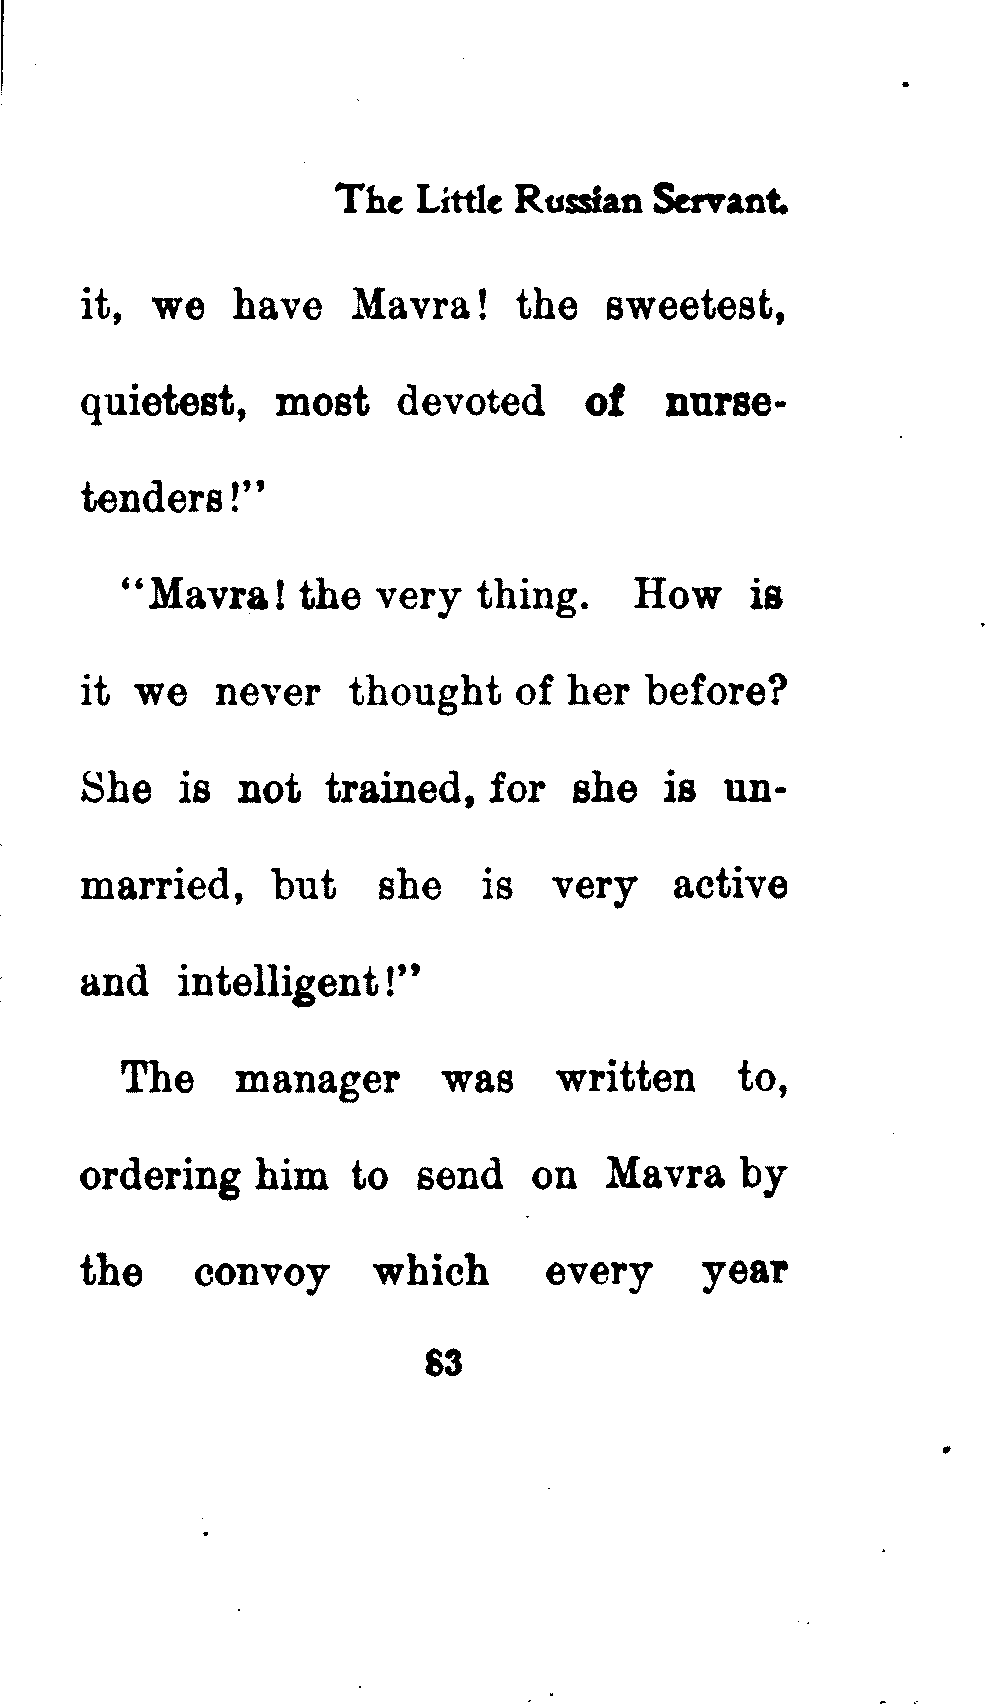 The Little Russian Servant.
it, we have Mavra! the sweetest,
quietest, most devoted of nurse-
tenders!"
"Mavra! the very thing. How is
it we never thought of her before?
She is not trained, for she is un-
married, but she is very active
and intelligent!"
The manager was written to,
ordering him to send on Mavra by
the convoy which every year
83